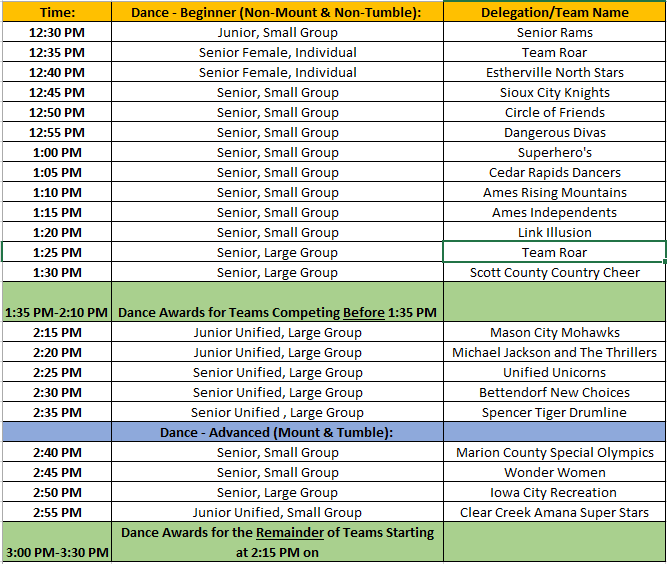 Time: Dance - Beginner (Non-Mount & Non-Tumble): Delegation/Team Name
12:30 PM Junior, Small Group Senior Rams
12:35 PM Senior Female, Individual Team Roar
12:40 PM Senior Female, Individual Estherville North Stars
12:45 PM Senior, Small Group Sioux City Knights
12:50 PM Senior, Small Group Circle of Friends
12:55 PM Senior, Small Group Dangerous Divas
1:00 PM Senior, Small Group Superhero's
1:05 PM Senior, Small Group Cedar Rapids Dancers
1:10 PM Senior, Small Group Ames Rising Mountains
1:15 PM Senior, Small Group Ames Independents
1:20 PM Senior, Small Group Link Illusion
1:25 PM Senior, Large Group Team Roar
1:30 PM Senior, Large Group Scott County Country Cheer
1:35 PM-2:10 PM Dance Awards for Teams Competing Before 1:35 PM
2:15 PM Junior Unified, Large Group Mason City Mohawks
2:20 PM Junior Unified, Large Group Michael Jackson and The Thrillers
2:25 PM Senior Unified, Large Group Unified Unicorns
2:30 PM Senior Unified, Large Group Bettendorf New Choices
2:35 PM Senior Unified , Large Group Spencer Tiger Drumline
Dance - Advanced (Mount & Tumble):
2:40 PM Senior, Small Group Marion County Special Olympics
2:45 PM Senior, Small Group Wonder Women
2:50 PM Senior, Large Group Iowa City Recreation
2:55 PM Junior Unified, Small Group Clear Creek Amana Super Stars
Dance Awards for the Remainder of Teams Starting
3:00 PM-3:30 PM at 2:15 PM on